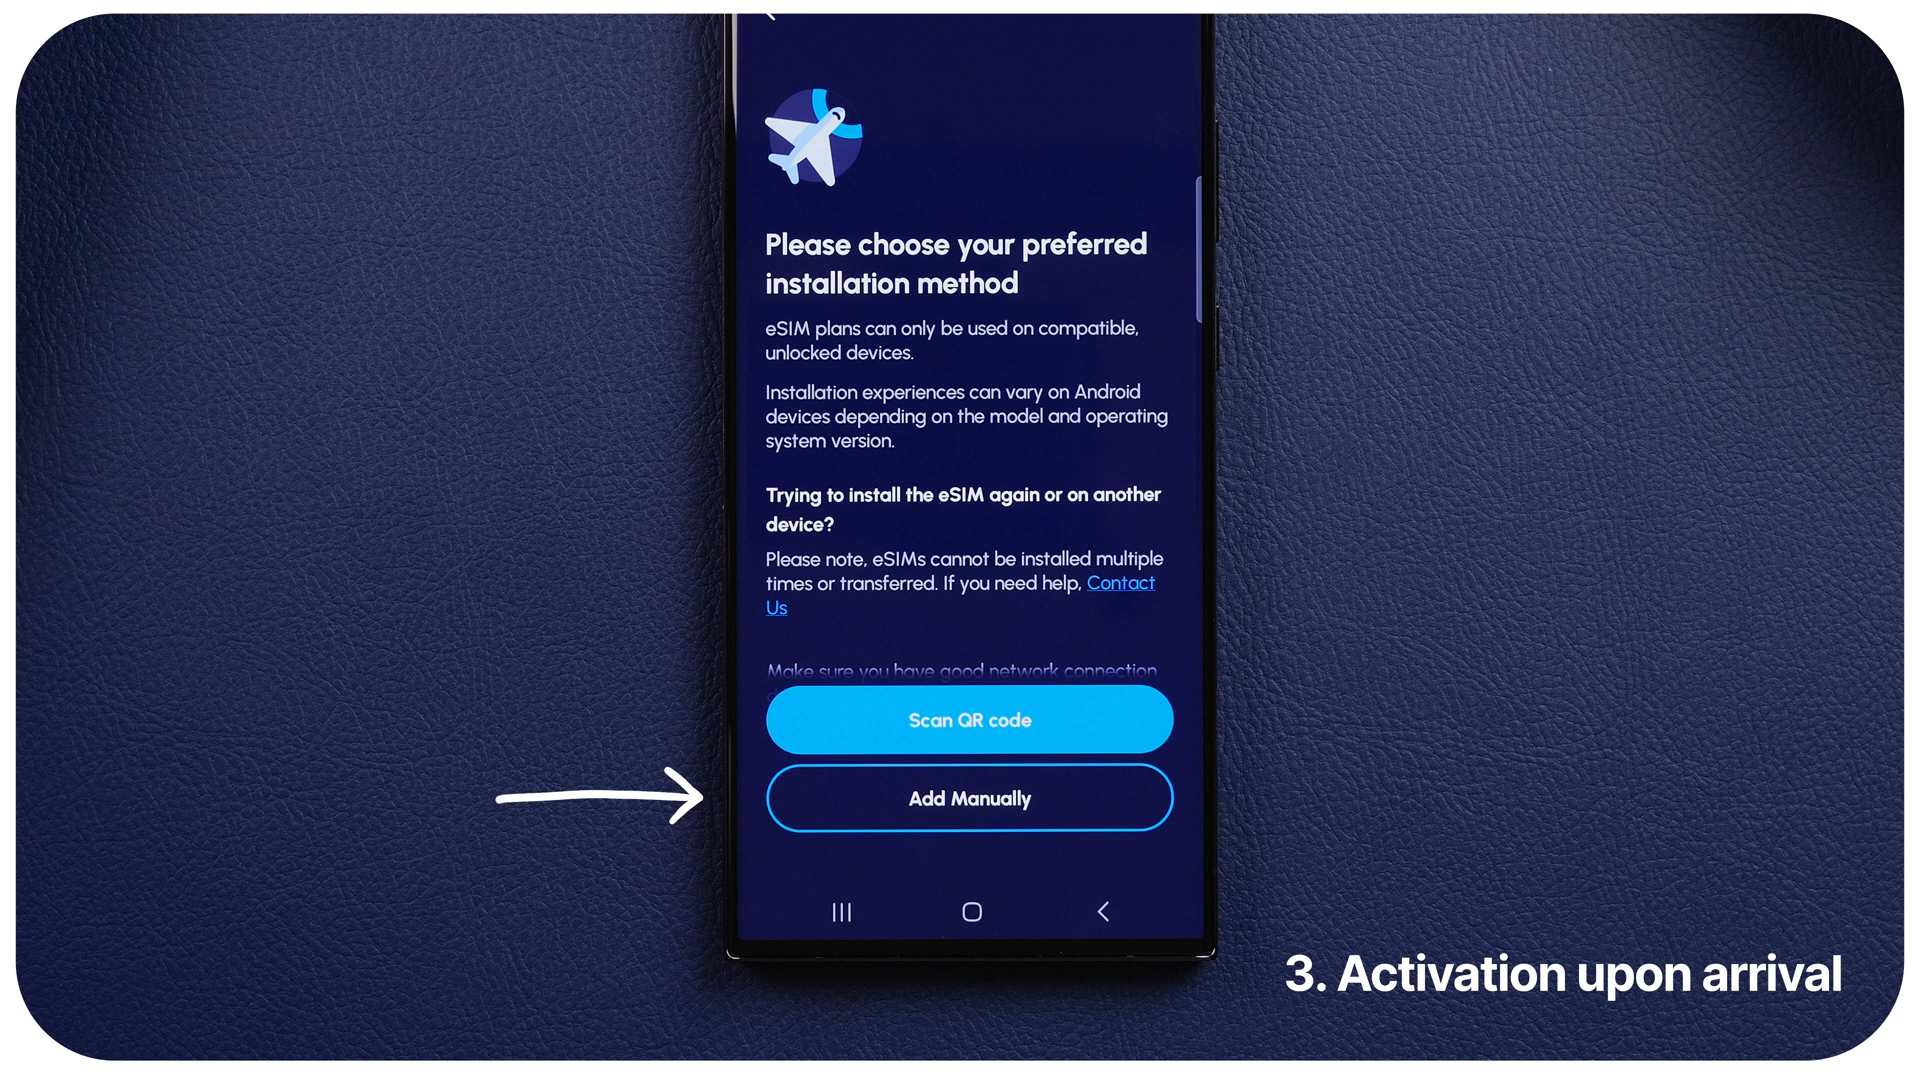 Please choose your preferred
installation method
eSIM plans can only be used on compatible,
unlocked devices.
Installation experiences can vary on Android
devices depending on the model and operating
system version.
Trying to install the eSIM again or on another
device?
Please note, eSIMs cannot be installed multiple
times or transferred. If you need help, Contact
Us
Make sure you have good network connection
Scan QR code
Add Manually
3. Activation upon arrival